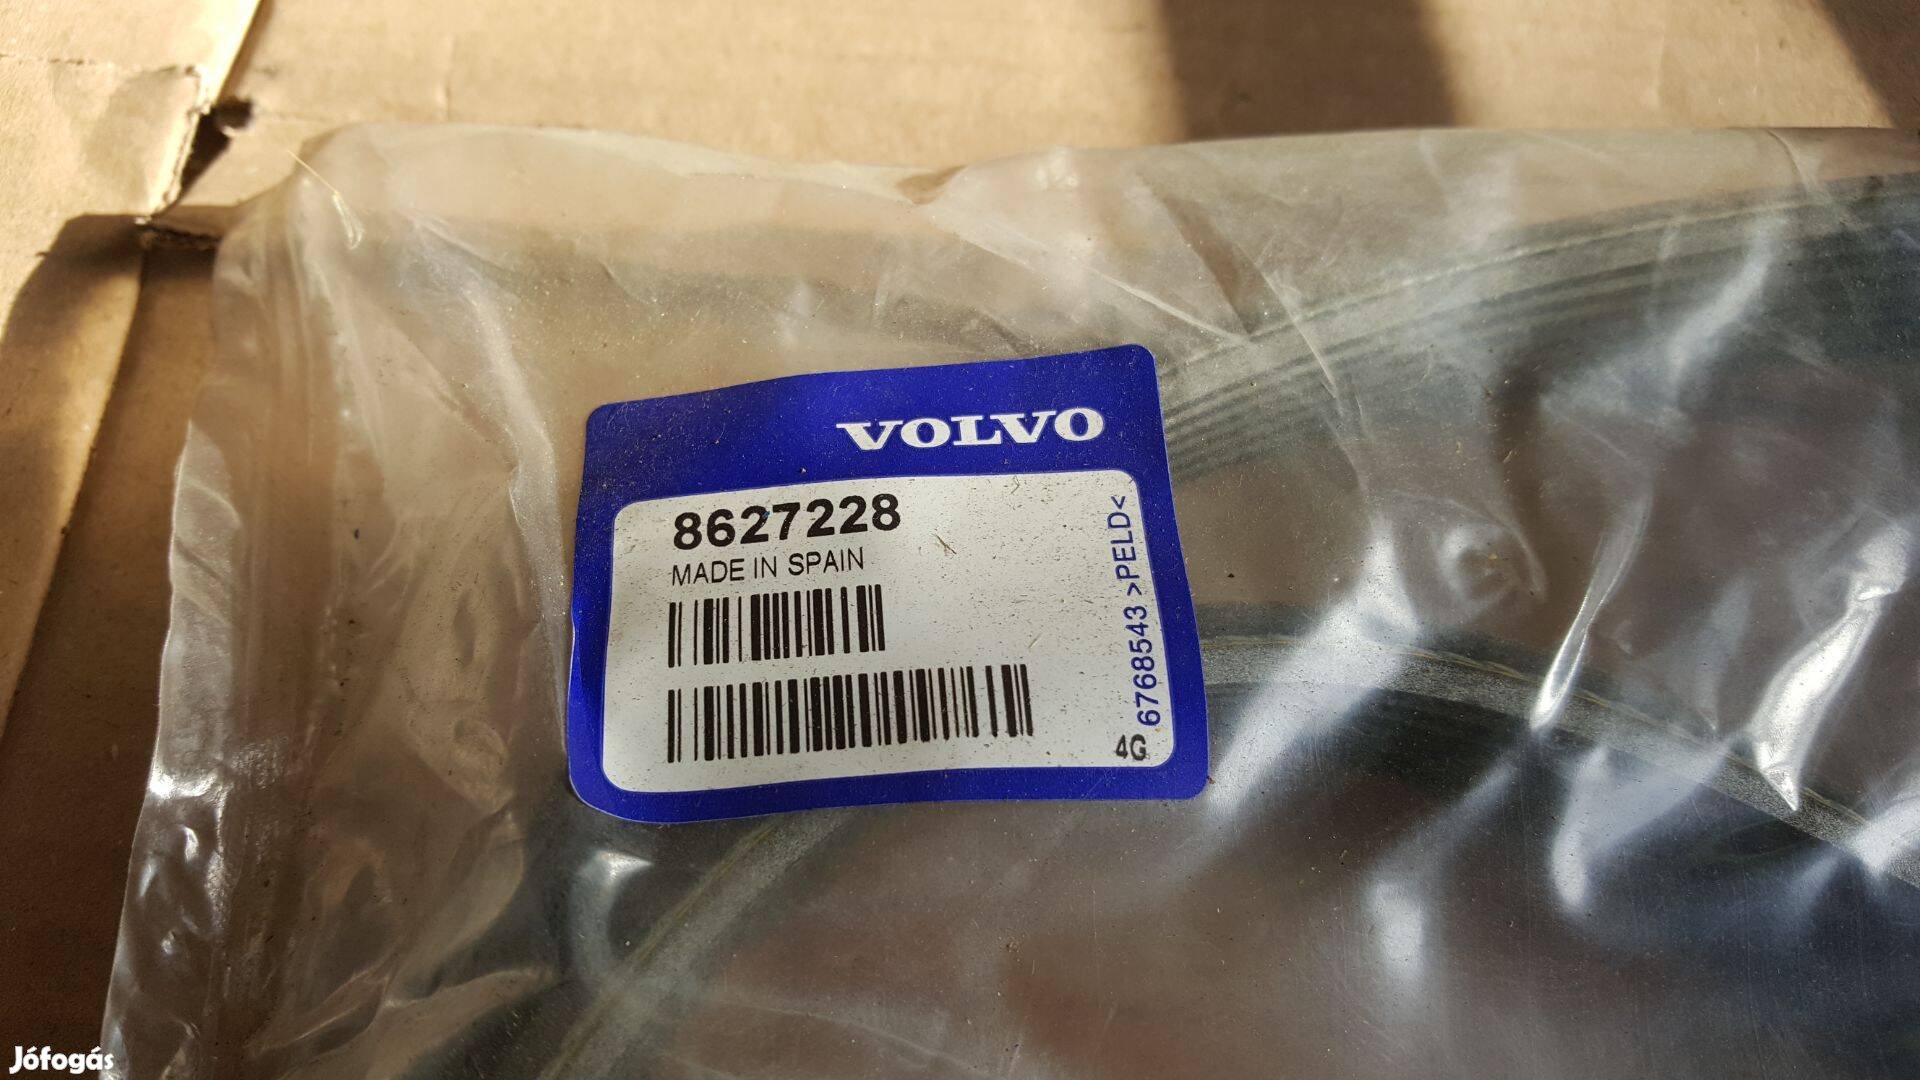 VOLVO
8627228
MADE IN SPAIN
6768543 >PELD<
4G
Jófogás